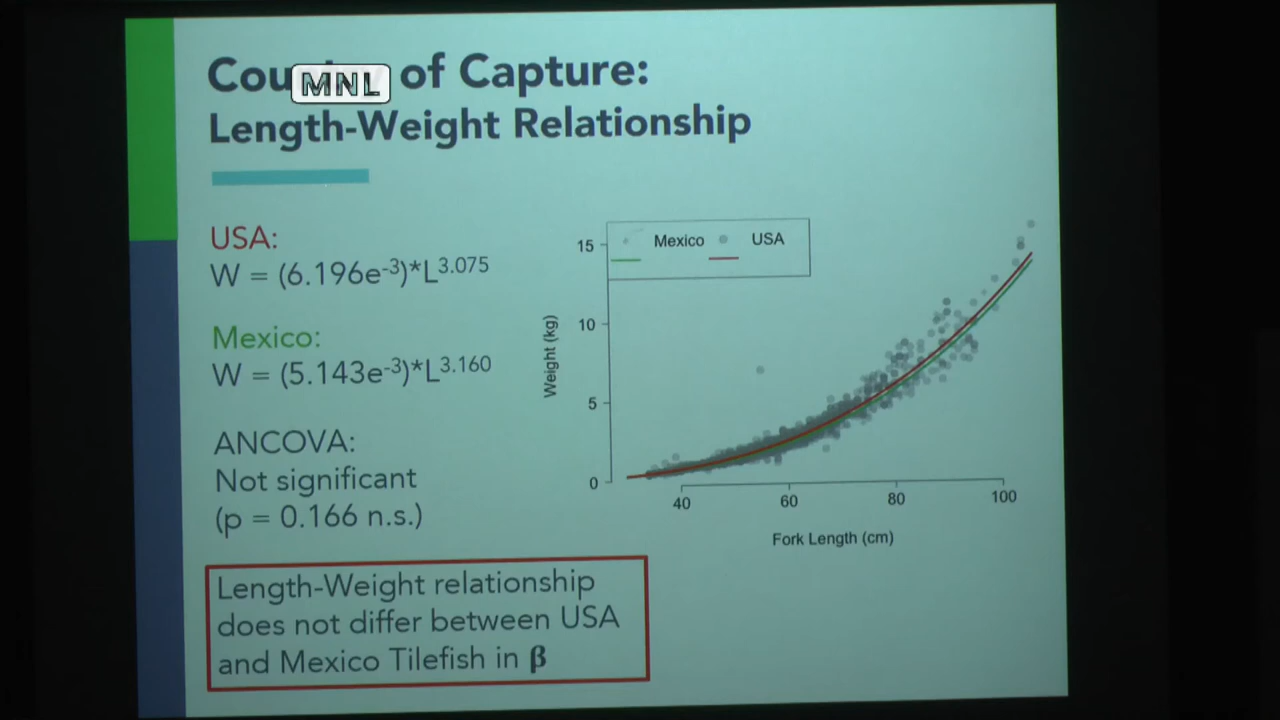 Cou MNL of Capture:
Length-Weight Relationship
USA:
W = (6.196e-3)*L3.075
Mexico:
W = (5.143e-3)*L3.160
ANCOVA:
Not significant
(p = 0.166 n.s.)
Length-Weight relationship
does not differ between USA
and Mexico Tilefish in β
Mexico USA
15
10
5
0
Weight (kg)
40 60 80 100
Fork Length (cm)